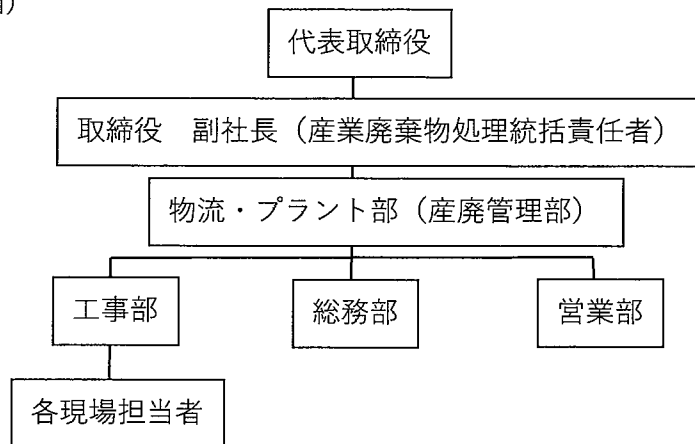 代表取締役
取締役　副社長（産業廃棄物処理統括責任者）
物流・プラント部（産廃管理部）
工事部
総務部
営業部
各現場担当者